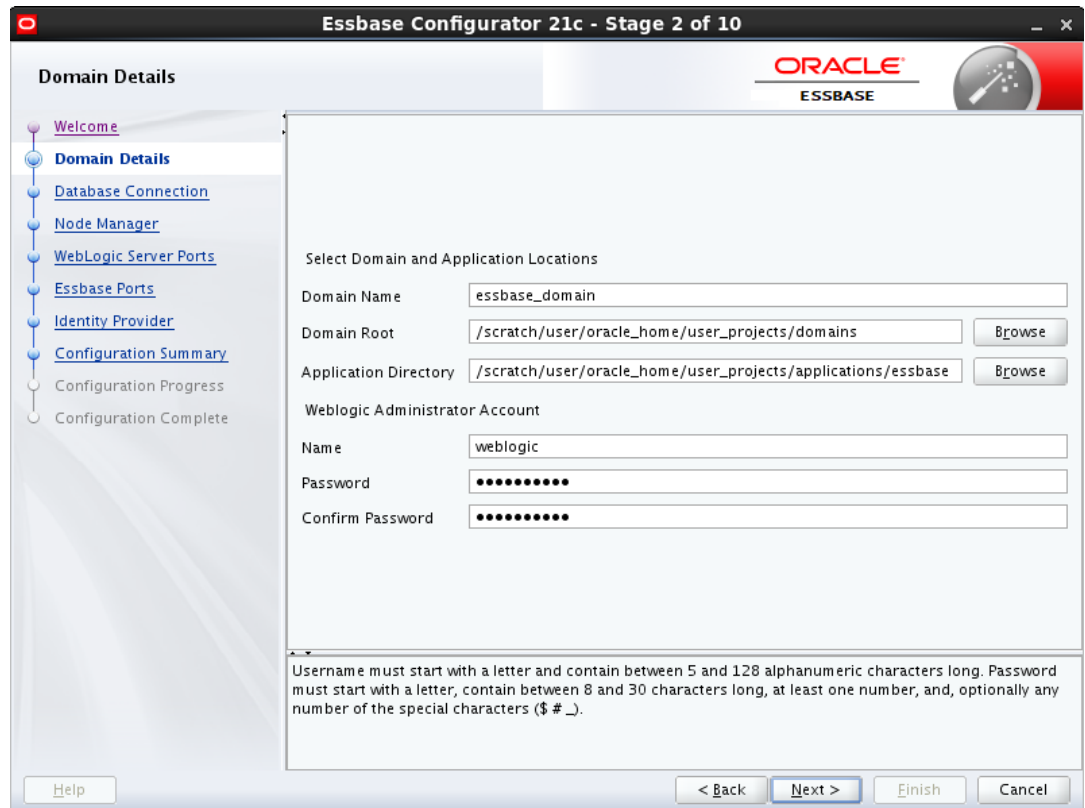 Essbase Configurator 21c - Stage 2 of 10
Domain Details
ORACLE
ESSBASE
Welcome
Domain Details
Database Connection
Node Manager
WebLogic Server Ports
Essbase Ports
Identity Provider
Configuration Summary
Configuration Progress
Configuration Complete
Select Domain and Application Locations
Domain Name essbase_domain
Domain Root /scratch/user/oracle_home/user_projects/domains Browse
Application Directory /scratch/user/oracle_home/user_projects/applications/essbase Browse
Weblogic Administrator Account
Name weblogic
Password ●●●●●●●●●●
Confirm Password ●●●●●●●●●●
Username must start with a letter and contain between 5 and 128 alphanumeric characters long. Password
must start with a letter, contain between 8 and 30 characters long, at least one number, and, optionally any
number of the special characters ($ # _).
Help < Back Next > Finish Cancel